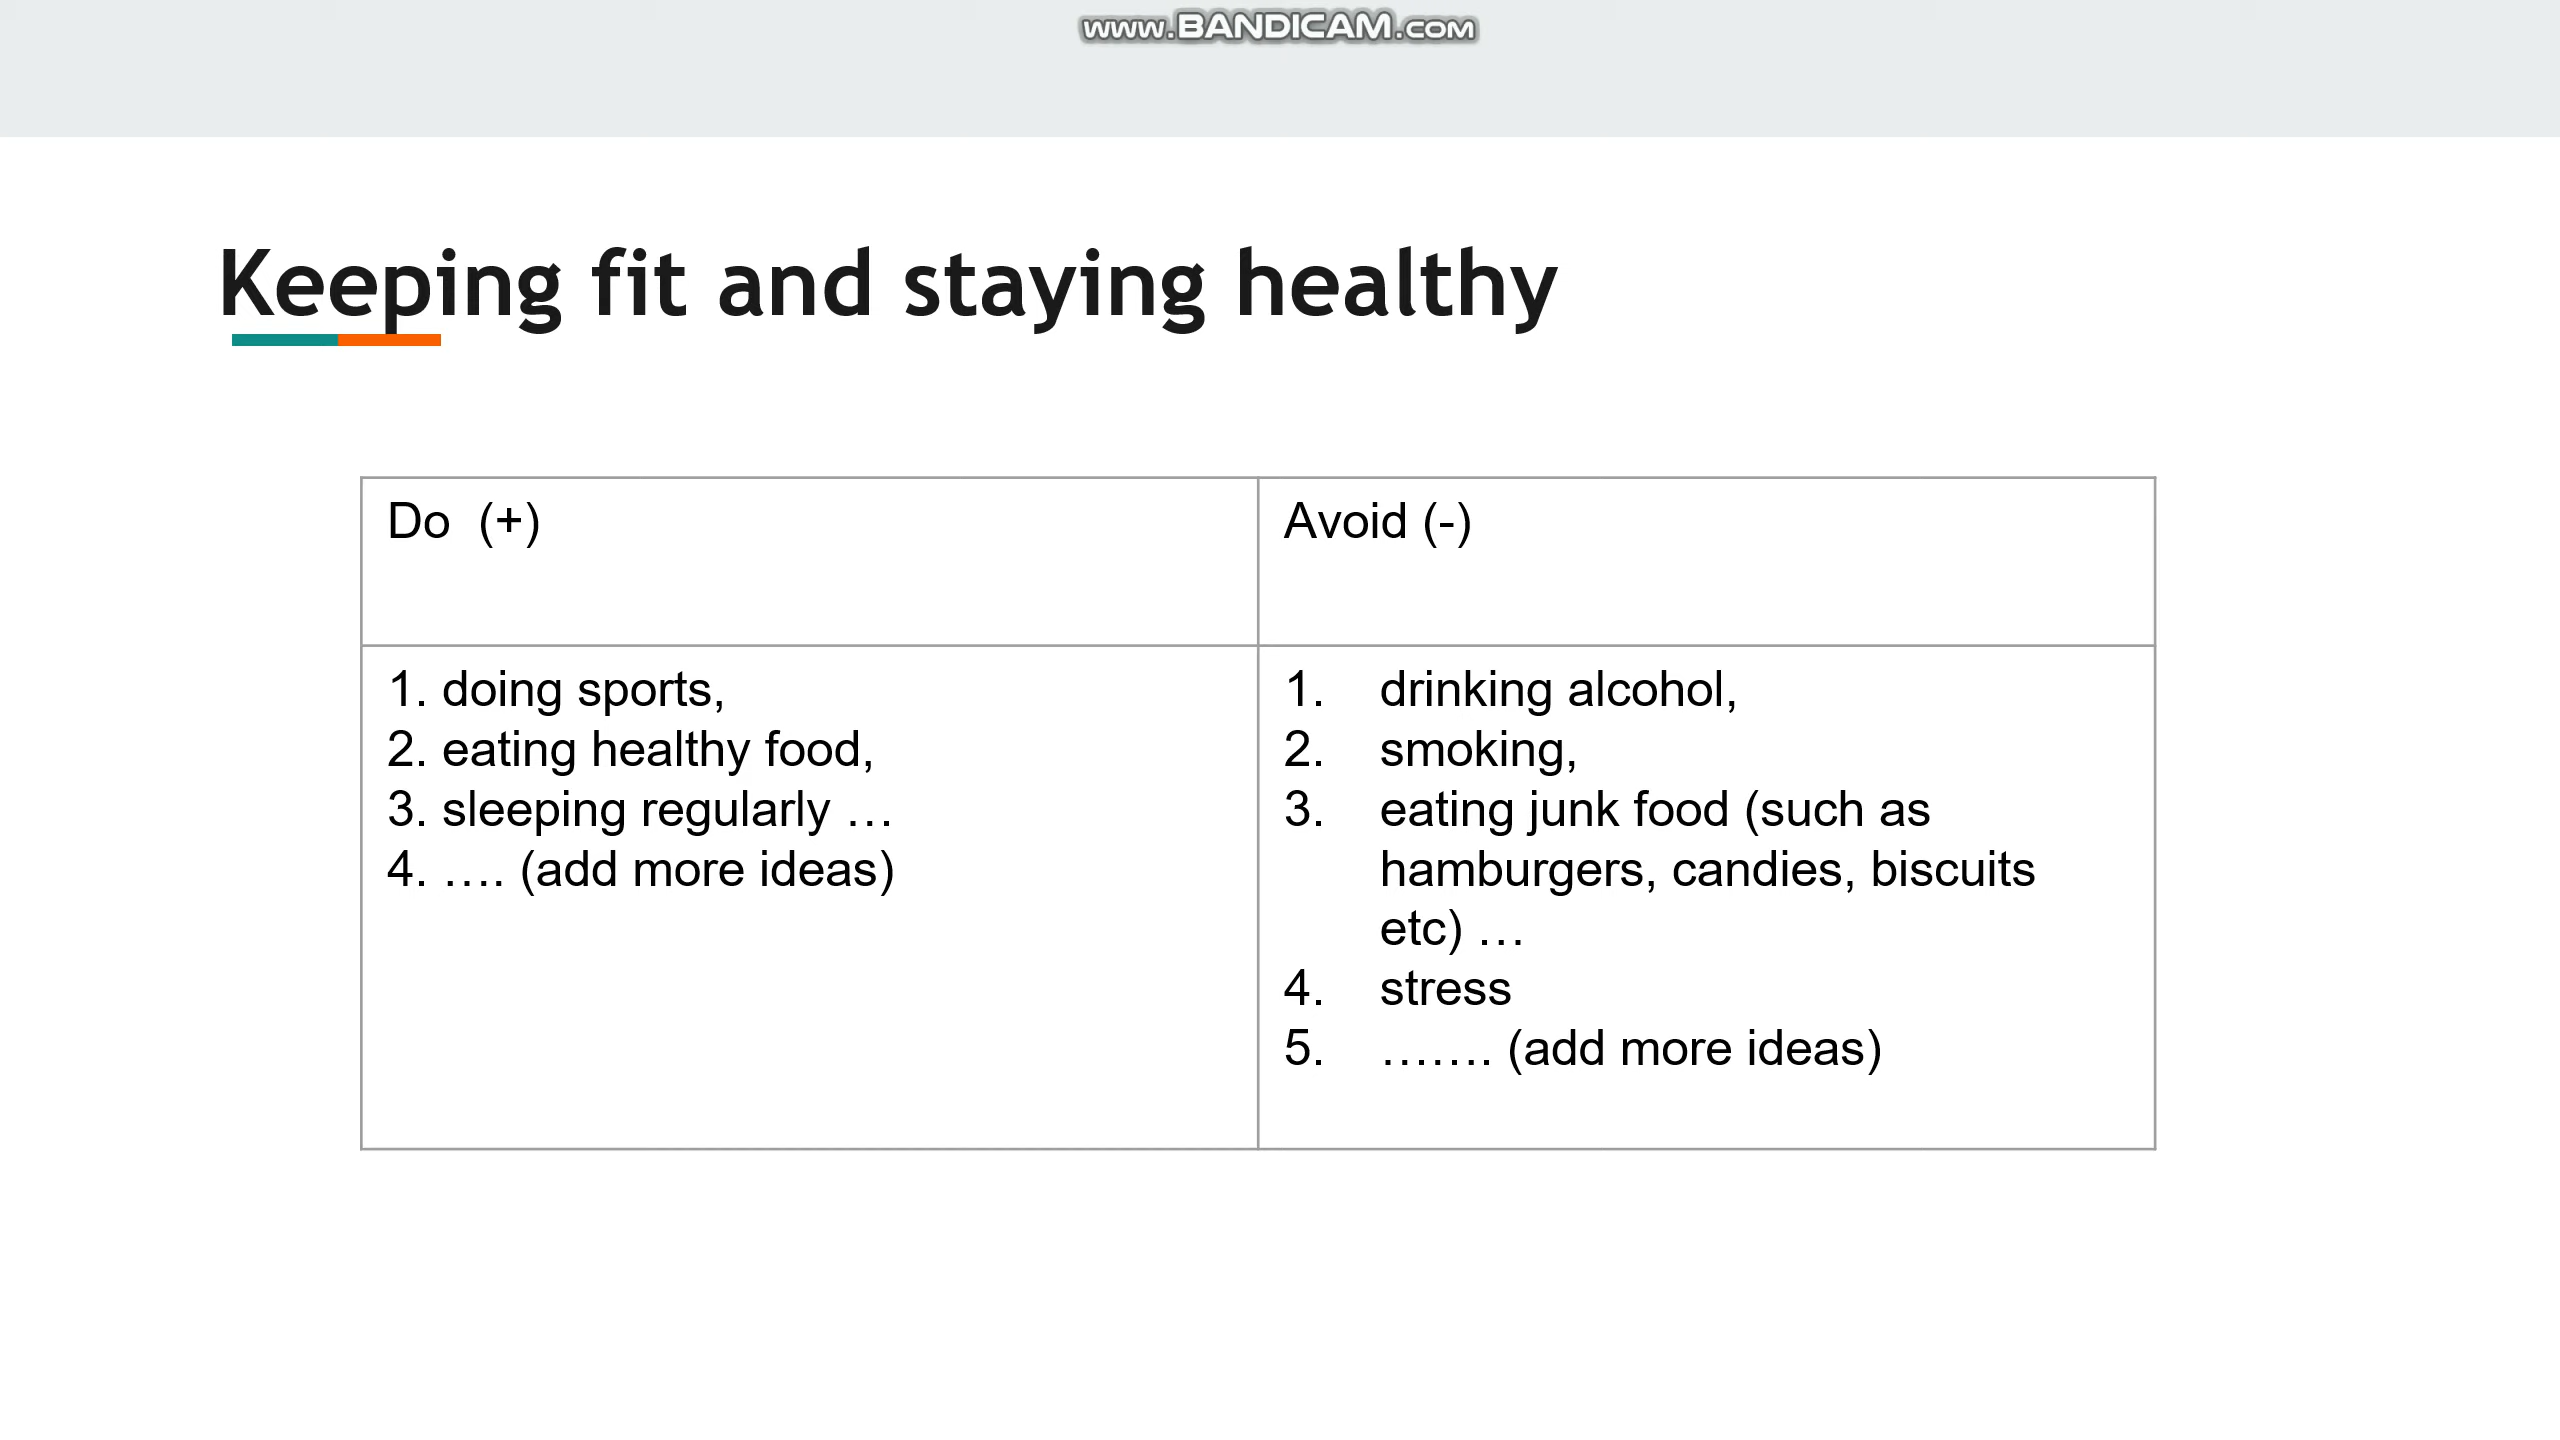 www.BANDICAM.com
Keeping fit and staying healthy
Do (+)
Avoid (-)
1. doing sports,
2. eating healthy food,
3. sleeping regularly …
4. …. (add more ideas)
1. drinking alcohol,
2. smoking,
3. eating junk food (such as
hamburgers, candies, biscuits
etc) …
4. stress
5. ……. (add more ideas)